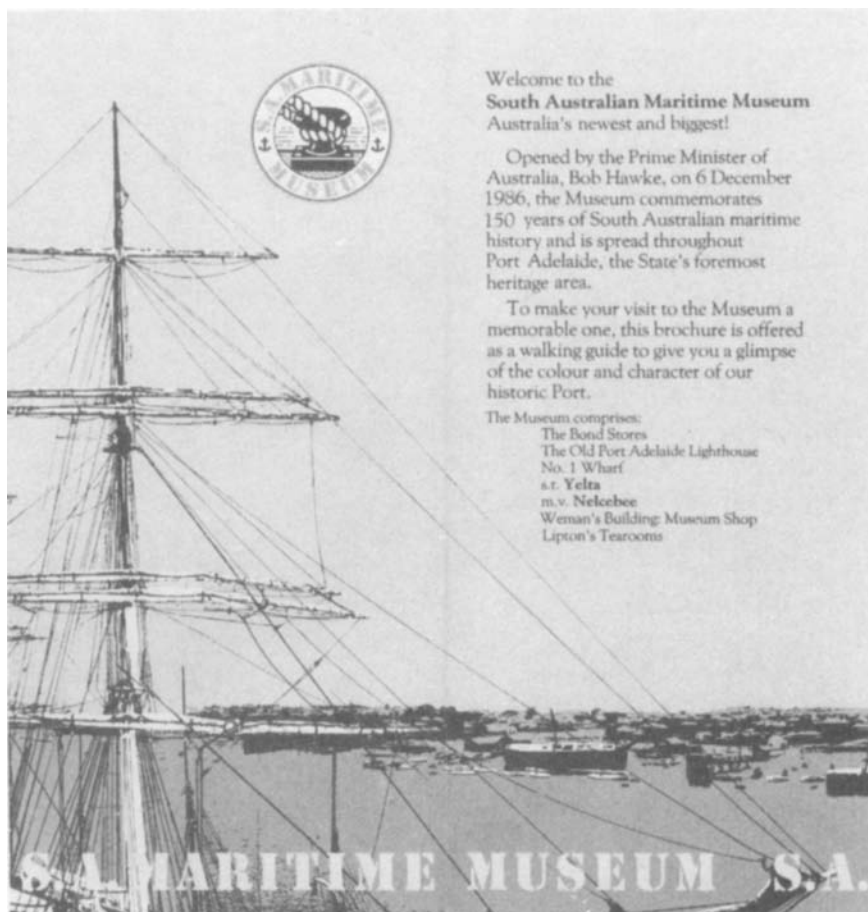 S.A. MARITIME
MUSEUM
Welcome to the
South Australian Maritime Museum
Australia's newest and biggest!
Opened by the Prime Minister of
Australia, Bob Hawke, on 6 December
1986, the Museum commemorates
150 years of South Australian maritime
history and is spread throughout
Port Adelaide, the State's foremost
heritage area.
To make your visit to the Museum a
memorable one, this brochure is offered
as a walking guide to give you a glimpse
of the colour and character of our
historic Port.
The Museum comprises:
The Bond Stores
The Old Port Adelaide Lighthouse
No. 1 Wharf
s.t. Yelta
m.v. Nelcebee
Weman's Building: Museum Shop
Lipton's Tearooms
S.A. MARITIME MUSEUM S.A.